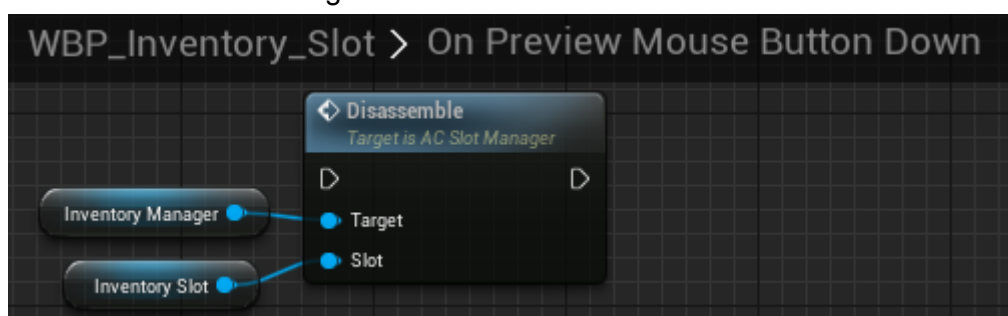 WBP_Inventory_Slot > On Preview Mouse Button Down
Disassemble
Target is AC Slot Manager
Inventory Manager
Target
Slot
Inventory Slot